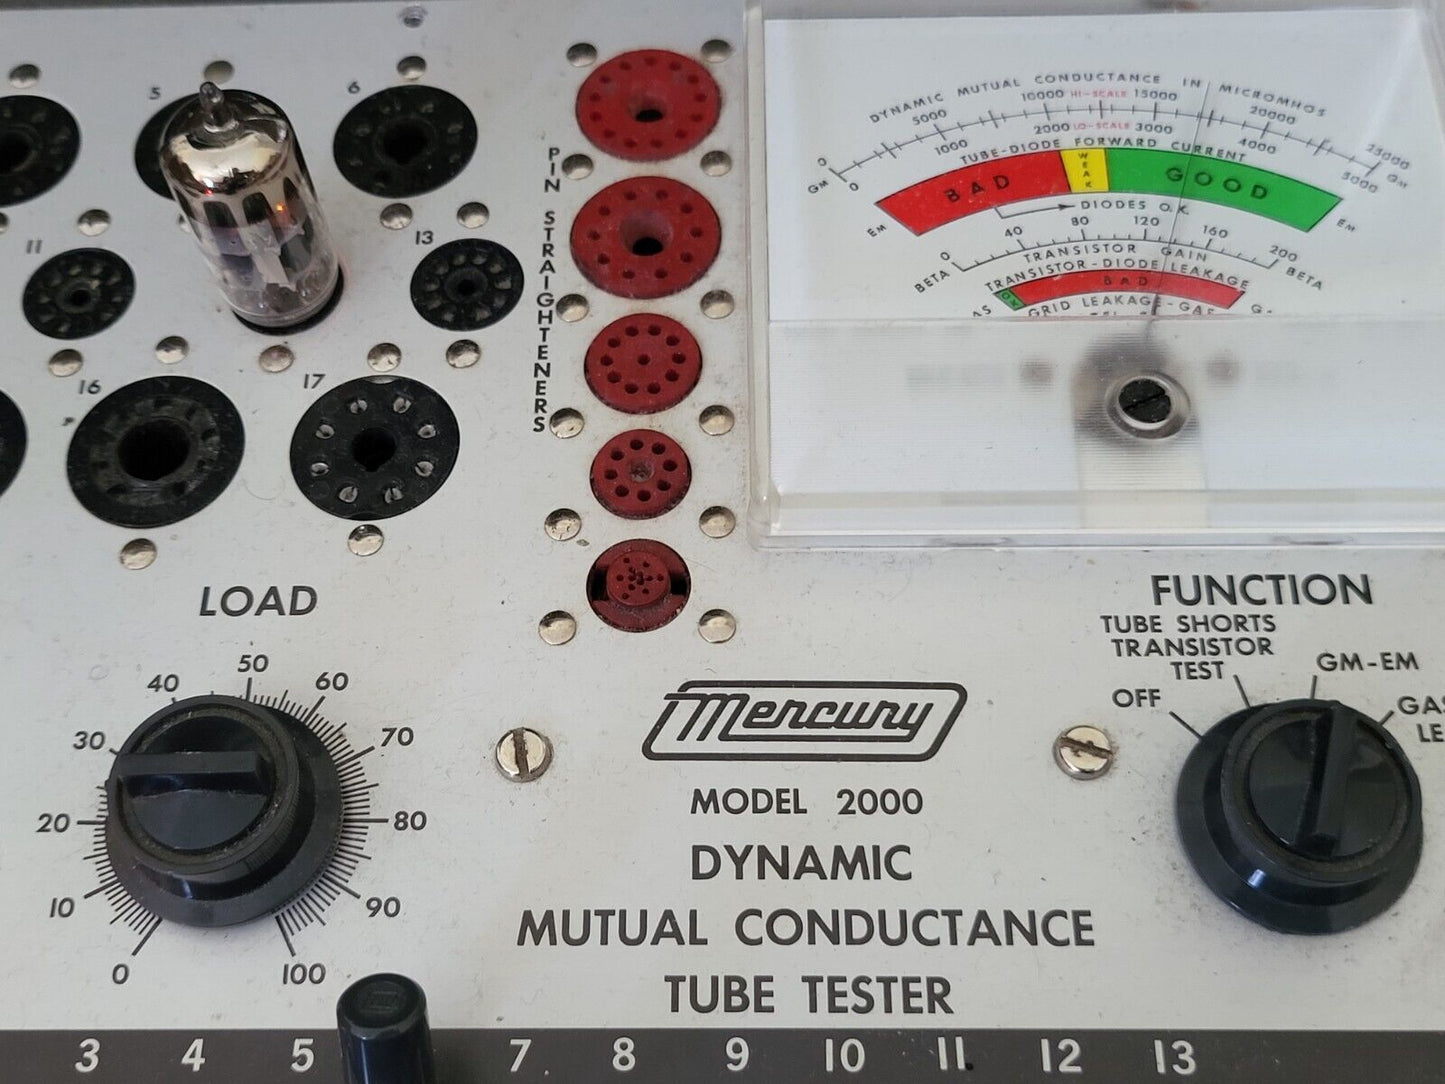 5
6
11
13
16
17
PIN STRAIGHTENERS
DYNAMIC MUTUAL CONDUCTANCE IN MICROMHOS
0 5000 10000 HI-SCALE 15000 20000 25000
GM 0 1000 2000 LO-SCALE 3000 4000 5000 GM
TUBE-DIODE FORWARD CURRENT
EM BAD WEAK GOOD EM
DIODES O.K.
BETA 0 40 80 120 160 200 BETA
TRANSISTOR GAIN
TRANSISTOR-DIODE LEAKAGE
OK BAD
AS GRID LEAKAGE-GAS G-
LOAD
0 10 20 30 40 50 60 70 80 90 100
FUNCTION
OFF
TUBE SHORTS
TRANSISTOR
TEST
GM-EM
GAS
LE
Mercury
MODEL 2000
DYNAMIC
MUTUAL CONDUCTANCE
TUBE TESTER
3 4 5 7 8 9 10 11 12 13